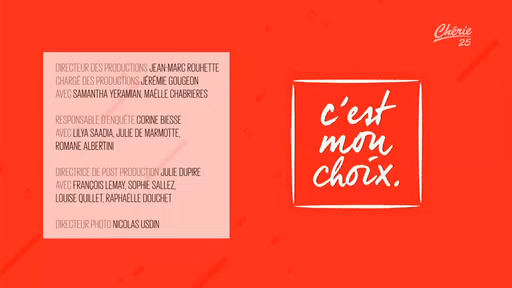 Chérie
25
DIRECTEUR DES PRODUCTIONS JEAN-MARC ROUHETTE
CHARGÉ DES PRODUCTIONS JÉRÉMIE GOUGEON
AVEC SAMANTHA YERAMIAN, MAËLLE CHABRIERES
RESPONSABLE D'ENQUÊTE CORINE BIESSE
AVEC LILYA SAADIA, JULIE DE MARMOTTE,
ROMANE ALBERTINI
DIRECTRICE DE POST PRODUCTION JULIE DUPIRE
AVEC FRANÇOIS LEMAY, SOPHIE SALLEZ,
LOUISE QUILLET, RAPHAELLE DOUCHET
DIRECTEUR PHOTO NICOLAS USDIN
c'est
mon
choix.